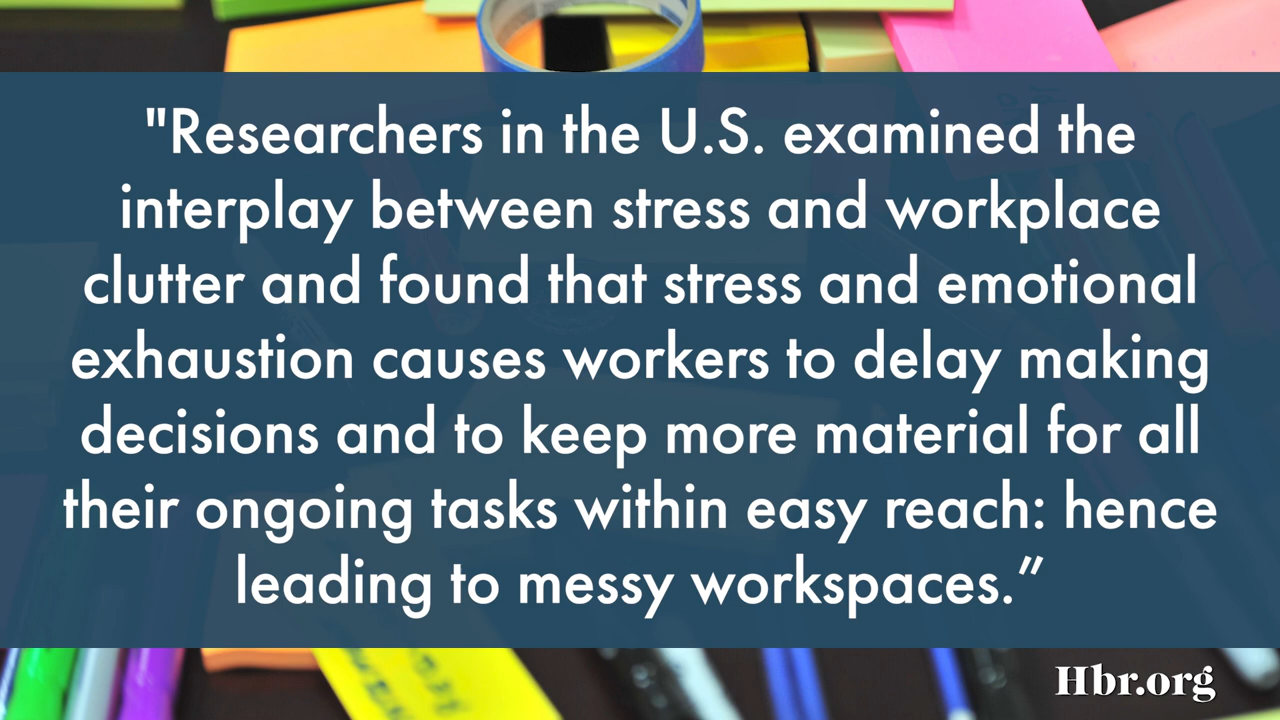 "Researchers in the U.S. examined the
interplay between stress and workplace
clutter and found that stress and emotional
exhaustion causes workers to delay making
decisions and to keep more material for all
their ongoing tasks within easy reach: hence
leading to messy workspaces.”
Hbr.org